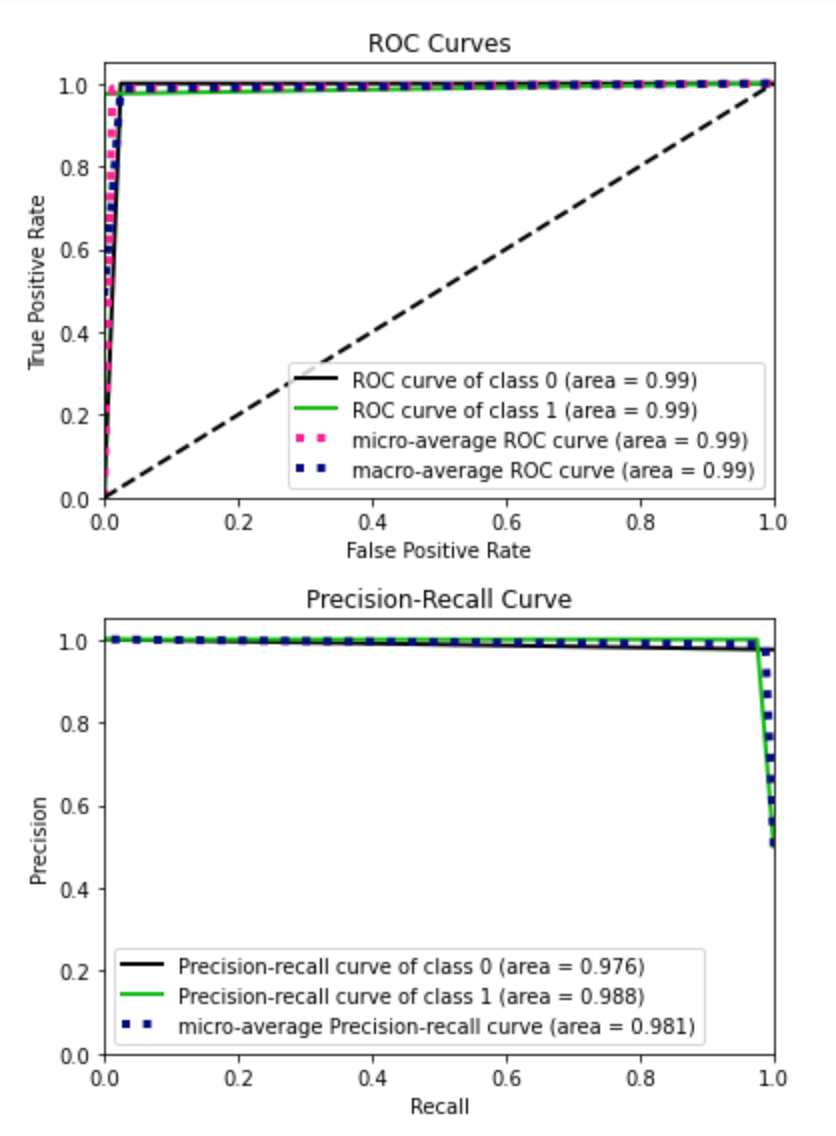 ROC Curves
1.0
0.8
0.6
0.4
0.2
0.0
True Positive Rate
ROC curve of class 0 (area = 0.99)
ROC curve of class 1 (area = 0.99)
micro-average ROC curve (area = 0.99)
macro-average ROC curve (area = 0.99)
0.0 0.2 0.4 0.6 0.8 1.0
False Positive Rate
Precision-Recall Curve
1.0
0.8
0.6
0.4
0.2
0.0
Precision
Precision-recall curve of class 0 (area = 0.976)
Precision-recall curve of class 1 (area = 0.988)
micro-average Precision-recall curve (area = 0.981)
0.0 0.2 0.4 0.6 0.8 1.0
Recall